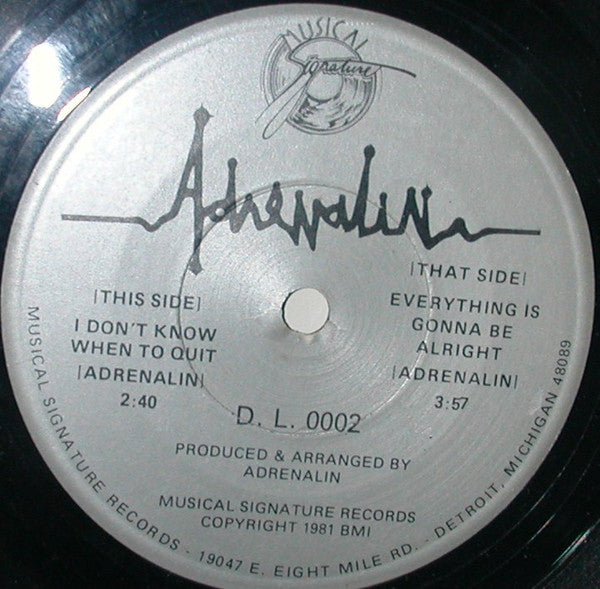 MUSICAL
Signature
Adrenalin
|THIS SIDE|
I DON'T KNOW
WHEN TO QUIT
|ADRENALIN|
2:40
|THAT SIDE|
EVERYTHING IS
GONNA BE
ALRIGHT
|ADRENALIN|
3:57
D. L. 0002
PRODUCED & ARRANGED BY
ADRENALIN
MUSICAL SIGNATURE RECORDS
COPYRIGHT 1981 BMI
MUSICAL SIGNATURE RECORDS - 19047 E. EIGHT MILE RD. - DETROIT, MICHIGAN 48089